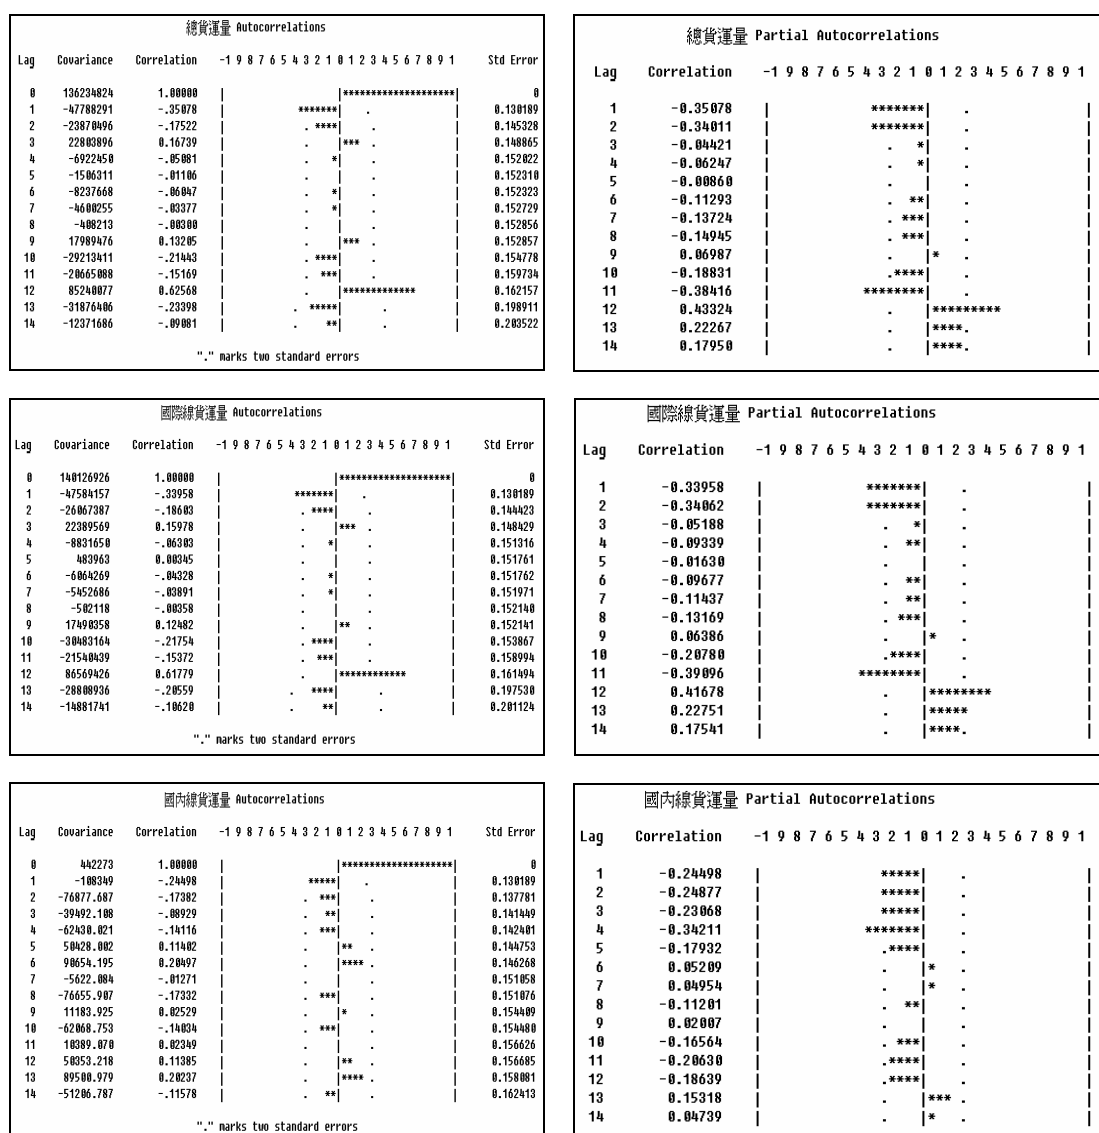 總貨運量 Autocorrelations
Lag Covariance Correlation -1 9 8 7 6 5 4 3 2 1 0 1 2 3 4 5 6 7 8 9 1 Std Error
0 136234824 1.00000 | |********************| 0
1 -47788291 -.35078 | *******| . | 0.130189
2 -23870496 -.17522 | . ****| . | 0.145328
3 22803896 0.16739 | . |*** . | 0.148865
4 -6922450 -.05081 | . *| . | 0.152022
5 -1506311 -.01106 | . | . | 0.152310
6 -8237668 -.06047 | . *| . | 0.152323
7 -4600255 -.03377 | . *| . | 0.152729
8 -408213 -.00300 | . | . | 0.152856
9 17989476 0.13205 | . |*** . | 0.152857
10 -29213411 -.21443 | . ****| . | 0.154778
11 -20665088 -.15169 | . ***| . | 0.159734
12 85240077 0.62568 | . |************* | 0.162157
13 -31876406 -.23398 | . *****| . | 0.198911
14 -12371686 -.09081 | . **| . | 0.203522
"." marks two standard errors
總貨運量 Partial Autocorrelations
Lag Correlation -1 9 8 7 6 5 4 3 2 1 0 1 2 3 4 5 6 7 8 9 1
1 -0.35078 | *******| . |
2 -0.34011 | *******| . |
3 -0.04421 | . *| . |
4 -0.06247 | . *| . |
5 -0.00860 | . | . |
6 -0.11293 | . **| . |
7 -0.13724 | . ***| . |
8 -0.14945 | . ***| . |
9 0.06987 | . |* . |
10 -0.18831 | .****| . |
11 -0.38416 | ********| . |
12 0.43324 | . |********* |
13 0.22267 | . |****. |
14 0.17950 | . |****. |
國際線貨運量 Autocorrelations
Lag Covariance Correlation -1 9 8 7 6 5 4 3 2 1 0 1 2 3 4 5 6 7 8 9 1 Std Error
0 140126926 1.00000 | |********************| 0
1 -47584157 -.33958 | *******| . | 0.130189
2 -26067387 -.18603 | . ****| . | 0.144423
3 22389569 0.15978 | . |*** . | 0.148429
4 -8831650 -.06303 | . *| . | 0.151316
5 483963 0.00345 | . | . | 0.151761
6 -6064269 -.04328 | . *| . | 0.151762
7 -5452686 -.03891 | . *| . | 0.151971
8 -502118 -.00358 | . | . | 0.152140
9 17490358 0.12482 | . |** . | 0.152141
10 -30483164 -.21754 | . ****| . | 0.153867
11 -21540439 -.15372 | . ***| . | 0.158994
12 86569426 0.61779 | . |************ | 0.161494
13 -28808936 -.20559 | . ****| . | 0.197530
14 -14881741 -.10620 | . **| . | 0.201124
"." marks two standard errors
國際線貨運量 Partial Autocorrelations
Lag Correlation -1 9 8 7 6 5 4 3 2 1 0 1 2 3 4 5 6 7 8 9 1
1 -0.33958 | *******| . |
2 -0.34062 | *******| . |
3 -0.05188 | . *| . |
4 -0.09339 | . **| . |
5 -0.01630 | . | . |
6 -0.09677 | . **| . |
7 -0.11437 | . **| . |
8 -0.13169 | . ***| . |
9 0.06386 | . |* . |
10 -0.20780 | .****| . |
11 -0.39096 | ********| . |
12 0.41678 | . |******** |
13 0.22751 | . |***** |
14 0.17541 | . |****. |
國內線貨運量 Autocorrelations
Lag Covariance Correlation -1 9 8 7 6 5 4 3 2 1 0 1 2 3 4 5 6 7 8 9 1 Std Error
0 442273 1.00000 | |********************| 0
1 -108349 -.24498 | *****| . | 0.130189
2 -76877.687 -.17382 | . ***| . | 0.137781
3 -39492.108 -.08929 | . **| . | 0.141449
4 -62430.021 -.14116 | . ***| . | 0.142401
5 50428.002 0.11402 | . |** . | 0.144753
6 90654.195 0.20497 | . |**** . | 0.146268
7 -5622.084 -.01271 | . | . | 0.151058
8 -76655.907 -.17332 | . ***| . | 0.151076
9 11183.925 0.02529 | . |* . | 0.154409
10 -62068.753 -.14034 | . ***| . | 0.154480
11 10389.070 0.02349 | . | . | 0.156626
12 50353.218 0.11385 | . |** . | 0.156685
13 89500.979 0.20237 | . |**** . | 0.158081
14 -51206.787 -.11578 | . **| . | 0.162413
"." marks two standard errors
國內線貨運量 Partial Autocorrelations
Lag Correlation -1 9 8 7 6 5 4 3 2 1 0 1 2 3 4 5 6 7 8 9 1
1 -0.24498 | *****| . |
2 -0.24877 | *****| . |
3 -0.23068 | *****| . |
4 -0.34211 | *******| . |
5 -0.17932 | .****| . |
6 0.05209 | . |* . |
7 0.04954 | . |* . |
8 -0.11201 | . **| . |
9 0.02007 | . | . |
10 -0.16564 | . ***| . |
11 -0.20630 | .****| . |
12 -0.18639 | .****| . |
13 0.15318 | . |*** . |
14 0.04739 | . |* . |